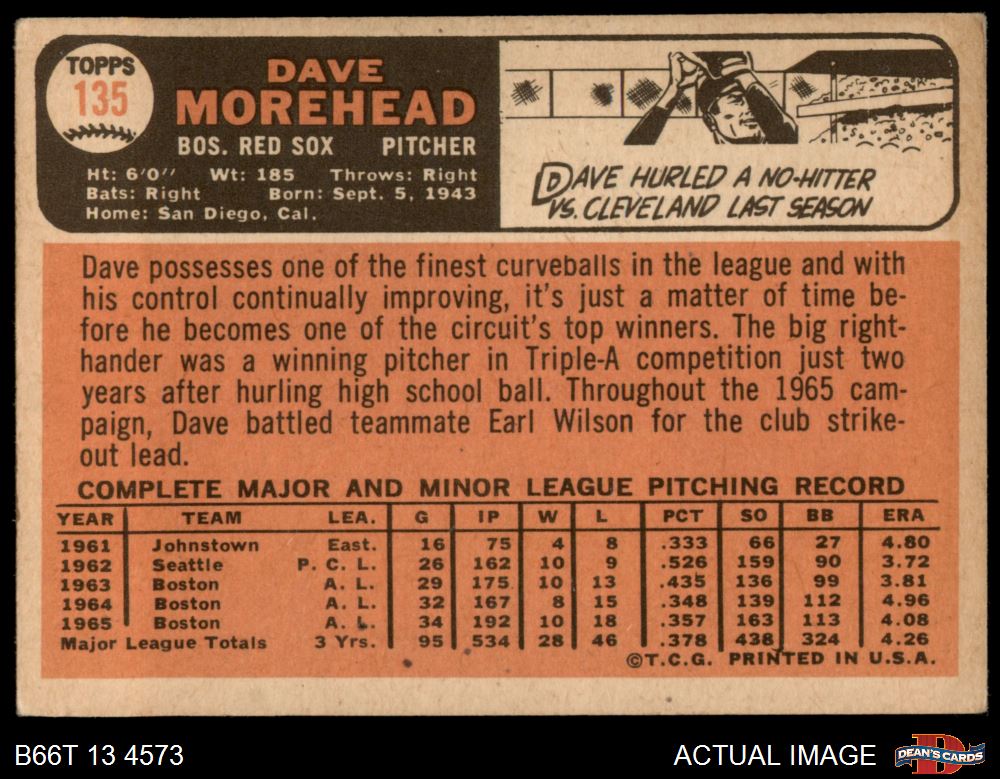 TOPPS
135
DAVE
MOREHEAD
BOS. RED SOX PITCHER
Ht: 6'0" Wt: 185 Throws: Right
Bats: Right Born: Sept. 5, 1943
Home: San Diego, Cal.
DAVE HURLED A NO-HITTER
VS. CLEVELAND LAST SEASON
Dave possesses one of the finest curveballs in the league and with
his control continually improving, it's just a matter of time be-
fore he becomes one of the circuit's top winners. The big right-
hander was a winning pitcher in Triple-A competition just two
years after hurling high school ball. Throughout the 1965 cam-
paign, Dave battled teammate Earl Wilson for the club strike-
out lead.
COMPLETE MAJOR AND MINOR LEAGUE PITCHING RECORD
YEAR TEAM LEA. G IP W L PCT SO BB ERA
1961 Johnstown East. 16 75 4 8 .333 66 27 4.80
1962 Seattle P. C. L. 26 162 10 9 .526 159 90 3.72
1963 Boston A. L. 29 175 10 13 .435 136 99 3.81
1964 Boston A. L. 32 167 8 15 .348 139 112 4.96
1965 Boston A. L. 34 192 10 18 .357 163 113 4.08
Major League Totals 3 Yrs. 95 534 28 46 .378 438 324 4.26
©T.C.G. PRINTED IN U.S.A.
B66T 13 4573 ACTUAL IMAGE DEAN'S CARDS